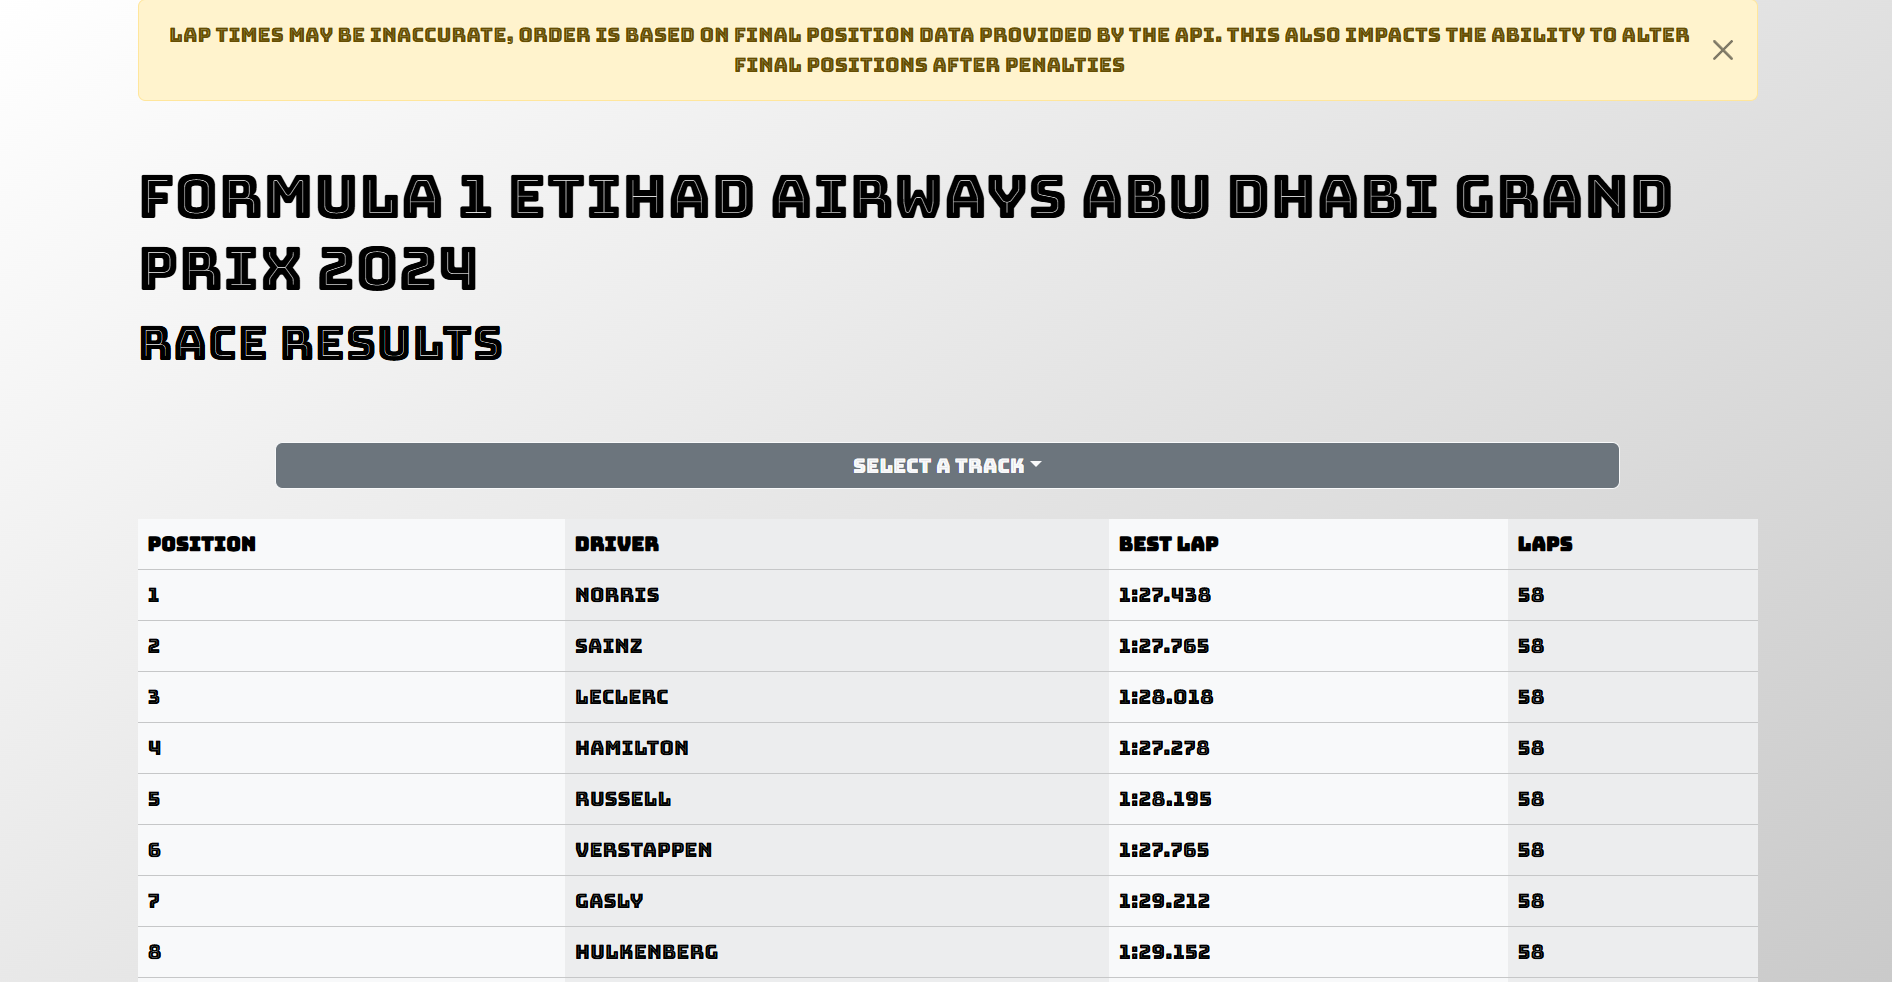 LAP TIMES MAY BE INACCURATE, ORDER IS BASED ON FINAL POSITION DATA PROVIDED BY THE API. THIS ALSO IMPACTS THE ABILITY TO ALTER
FINAL POSITIONS AFTER PENALTIES
FORMULA 1 ETIHAD AIRWAYS ABU DHABI GRAND
PRIX 2024
RACE RESULTS
SELECT A TRACK
POSITION DRIVER BEST LAP LAPS
1 NORRIS 1:27.438 58
2 SAINZ 1:27.765 58
3 LECLERC 1:28.018 58
4 HAMILTON 1:27.278 58
5 RUSSELL 1:28.195 58
6 VERSTAPPEN 1:27.765 58
7 GASLY 1:29.212 58
8 HULKENBERG 1:29.152 58